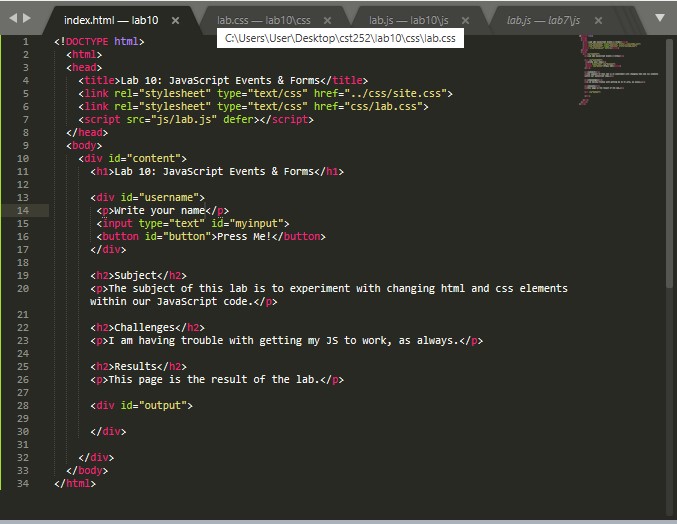 index.html — lab10
lab.css — lab10\css
lab.js — lab10\js
lab.js — lab7\js
C:\Users\User\Desktop\cst252\lab10\css\lab.css
1 <!DOCTYPE html>
2 <html>
3 <head>
4 <title>Lab 10: JavaScript Events & Forms</title>
5 <link rel="stylesheet" type="text/css" href="../css/site.css">
6 <link rel="stylesheet" type="text/css" href="css/lab.css">
7 <script src="js/lab.js" defer></script>
8 </head>
9 <body>
10 <div id="content">
11 <h1>Lab 10: JavaScript Events & Forms</h1>
12
13 <div id="username">
14 <p>Write your name</p>
15 <input type="text" id="myinput">
16 <button id="button">Press Me!</button>
17 </div>
18
19 <h2>Subject</h2>
20 <p>The subject of this lab is to experiment with changing html and css elements
within our JavaScript code.</p>
21
22 <h2>Challenges</h2>
23 <p>I am having trouble with getting my JS to work, as always.</p>
24
25 <h2>Results</h2>
26 <p>This page is the result of the lab.</p>
27
28 <div id="output">
29
30 </div>
31
32 </div>
33 </body>
34 </html>